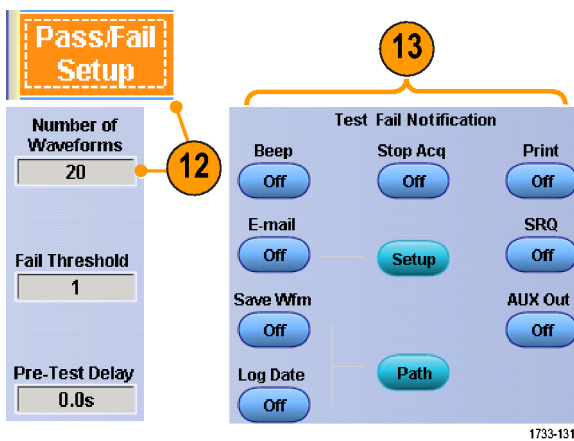 Pass/Fail
Setup
13
Number of
Waveforms
20
12
Fail Threshold
1
Pre-Test Delay
0.0s
Test Fail Notification
Beep
Stop Acq
Print
Off
Off
Off
E-mail
SRQ
Off
Setup
Off
Save Wfm
AUX Out
Off
Off
Log Date
Path
Off
1733-131